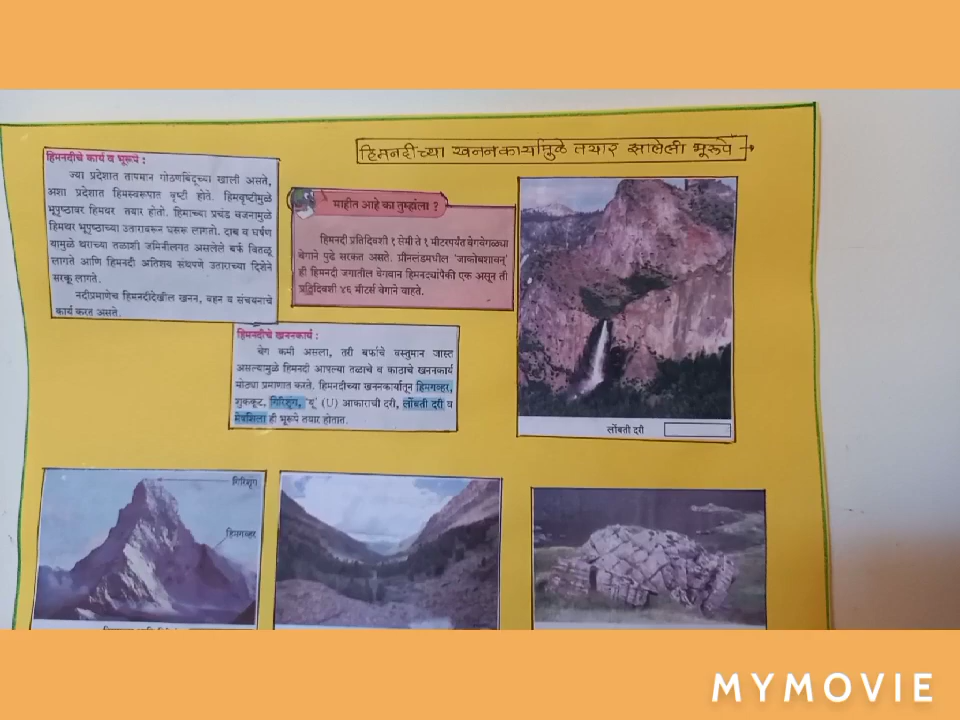 हिमनदीच्या खननकार्यामुळे तयार झालेली भूरूपे →
हिमनदीचे कार्य व भूरूपे :
ज्या प्रदेशात तापमान गोठणबिंदूच्या खाली असते,
अशा प्रदेशात हिमस्वरूपात वृष्टी होते. हिमवृष्टीमुळे
भूपृष्ठावर हिमथर तयार होतो. हिमाच्या प्रचंड वजनामुळे
हिमथर भूपृष्ठाच्या उतारावरून घसरू लागतो. दाब व घर्षण
यामुळे थराच्या तळाशी जमिनीलगत असलेले बर्फ वितळू
लागते आणि हिमनदी अतिशय संथपणे उताराच्या दिशेने
सरकू लागते.
नदीप्रमाणेच हिमनदीदेखील खनन, वहन व संचयनाचे
कार्य करत असते.
माहीत आहे का तुम्हांला ?
हिमनदी प्रतिदिवशी १ सेमी ते १ मीटरपर्यंत वेगवेगळ्या
वेगाने पुढे सरकत असते. ग्रीनलंडमधील 'जाकोबशावन'
ही हिमनदी जगातील वेगवान हिमनद्यांपैकी एक असून ती
प्रतिदिवशी ४६ मीटर्स वेगाने वाहते.
हिमनदीचे खननकार्य :
वेग कमी असला, तरी बर्फाचे वस्तुमान जास्त
असल्यामुळे हिमनदी आपल्या तळाचे व काठाचे खननकार्य
मोठ्या प्रमाणात करते. हिमनदीच्या खननकार्यातून हिमगव्हर,
शुककूट, गिरिशृंग, 'यू' (U) आकाराची दरी, लोंबती दरी व
मेषशिला ही भूरूपे तयार होतात.
लोंबती दरी
गिरिशृंग
हिमगव्हर
MYMOVIE